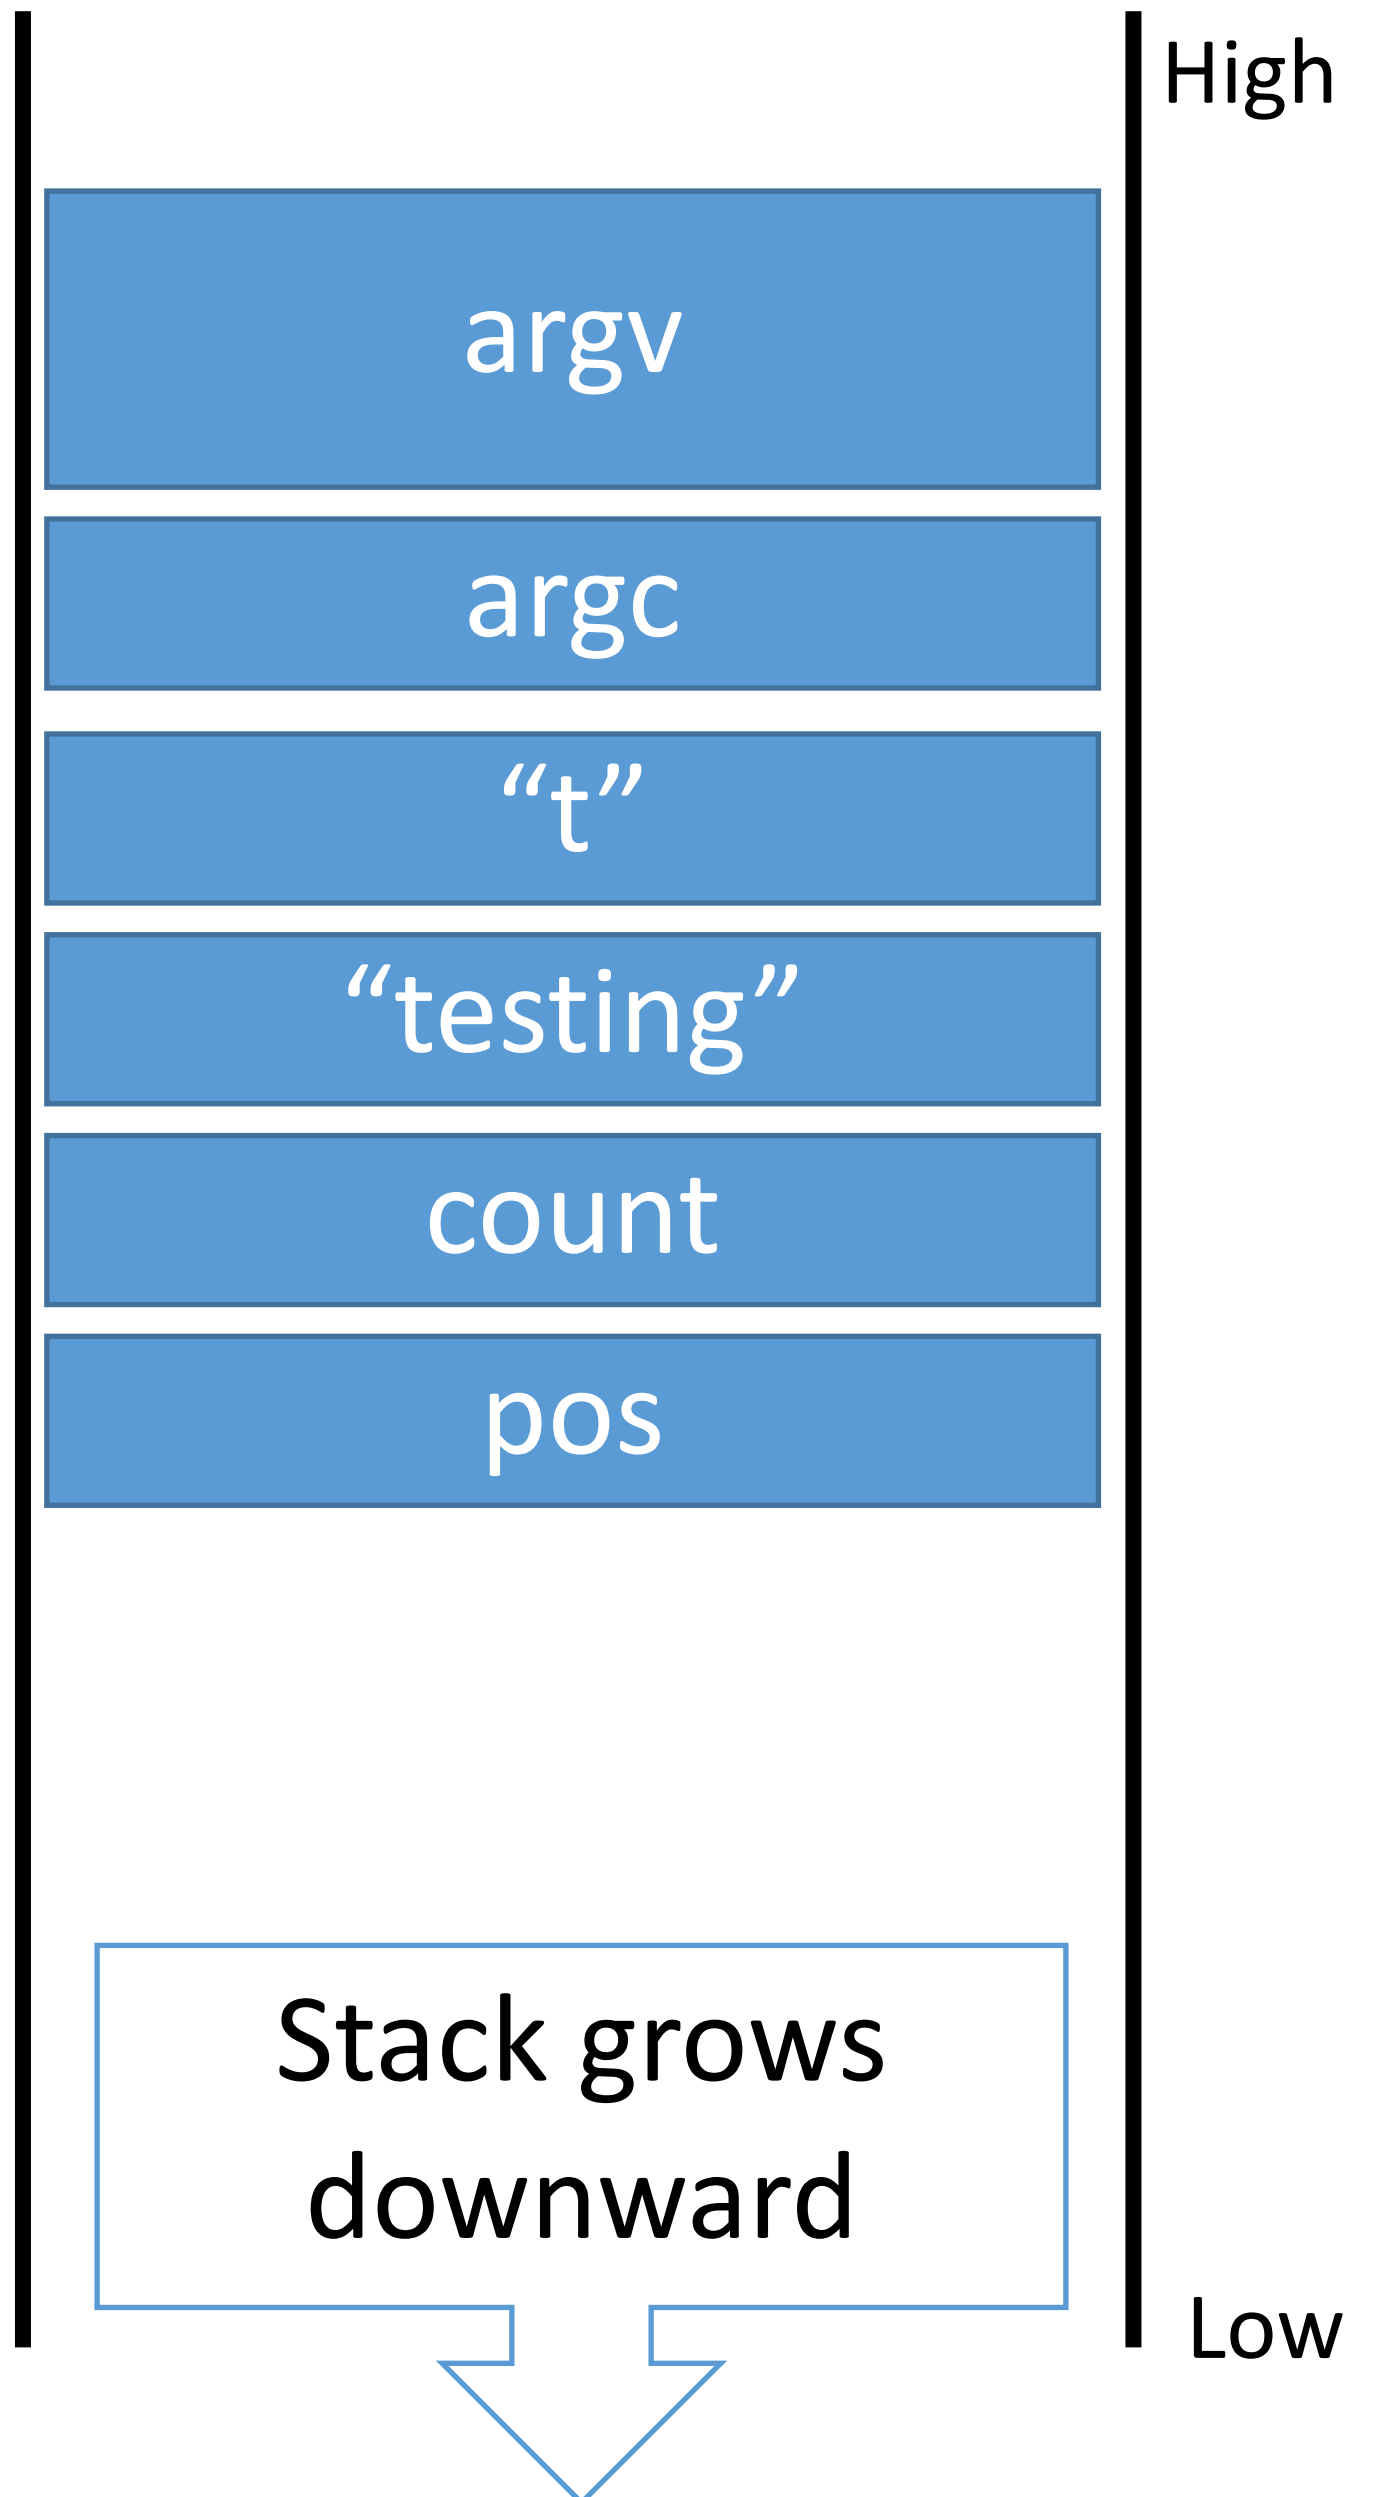 High
argv
argc
“t”
“testing”
count
pos
Stack grows
downward
Low